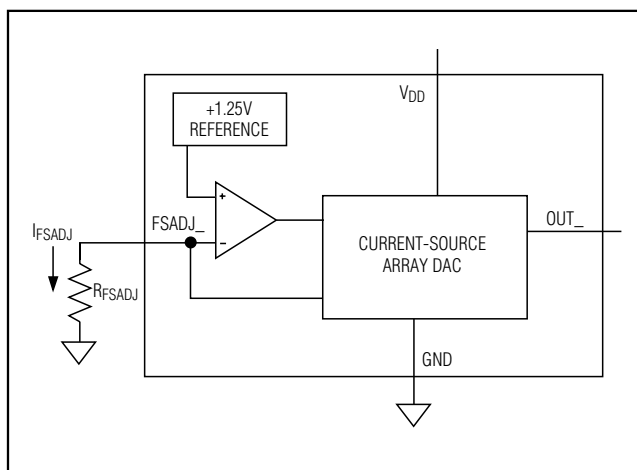 +1.25V
REFERENCE
VDD
FSADJ_
+
−
OUT_
IFSADJ
CURRENT-SOURCE
ARRAY DAC
RFSADJ
GND